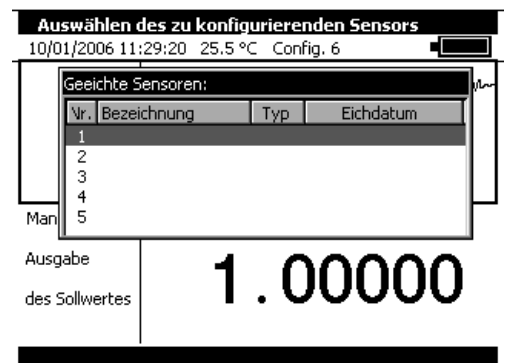 Auswählen des zu konfigurierenden Sensors
10/01/2006 11:29:20 25.5 °C Config. 6
Geeichte Sensoren:
Nr. Bezeichnung Typ Eichdatum
1
2
3
4
5
Man
Ausgabe
des Sollwertes
1.00000